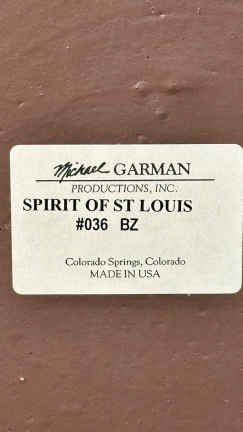 Michael GARMAN
PRODUCTIONS, INC.
SPIRIT OF ST LOUIS
#036 BZ
Colorado Springs, Colorado
MADE IN USA